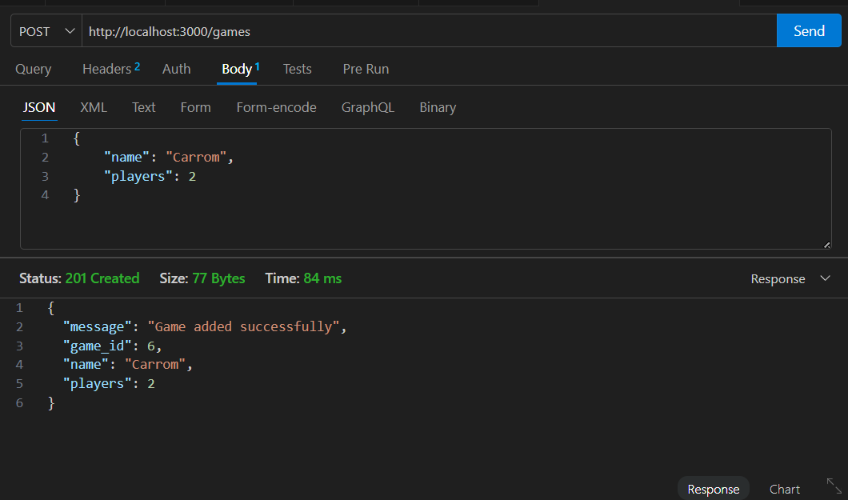 POST http://localhost:3000/games Send
Query Headers 2 Auth Body 1 Tests Pre Run
JSON XML Text Form Form-encode GraphQL Binary
1 {
2 "name": "Carrom",
3 "players": 2
4 }
Status: 201 Created Size: 77 Bytes Time: 84 ms Response
1 {
2 "message": "Game added successfully",
3 "game_id": 6,
4 "name": "Carrom",
5 "players": 2
6 }
Response Chart